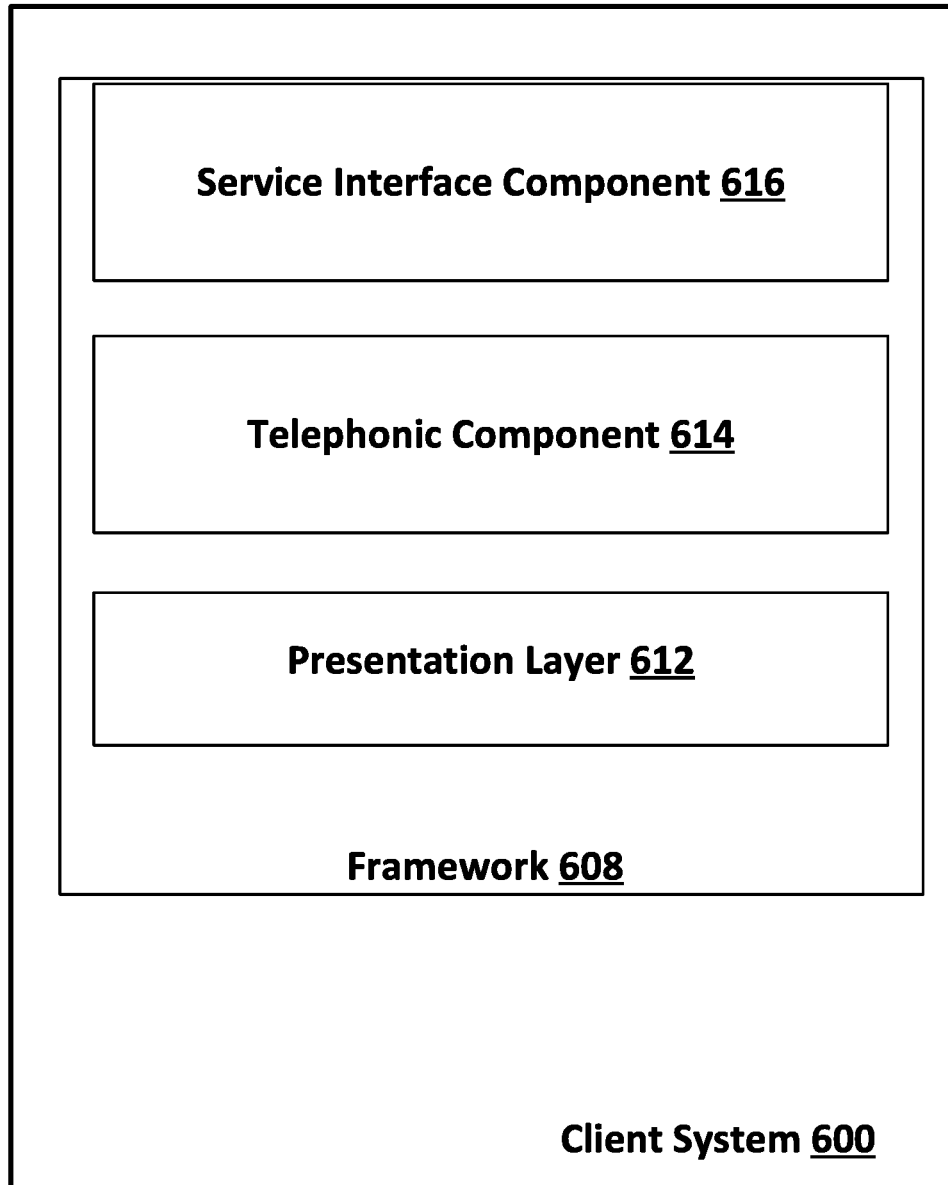 Service Interface Component 616
Telephonic Component 614
Presentation Layer 612
Framework 608
Client System 600